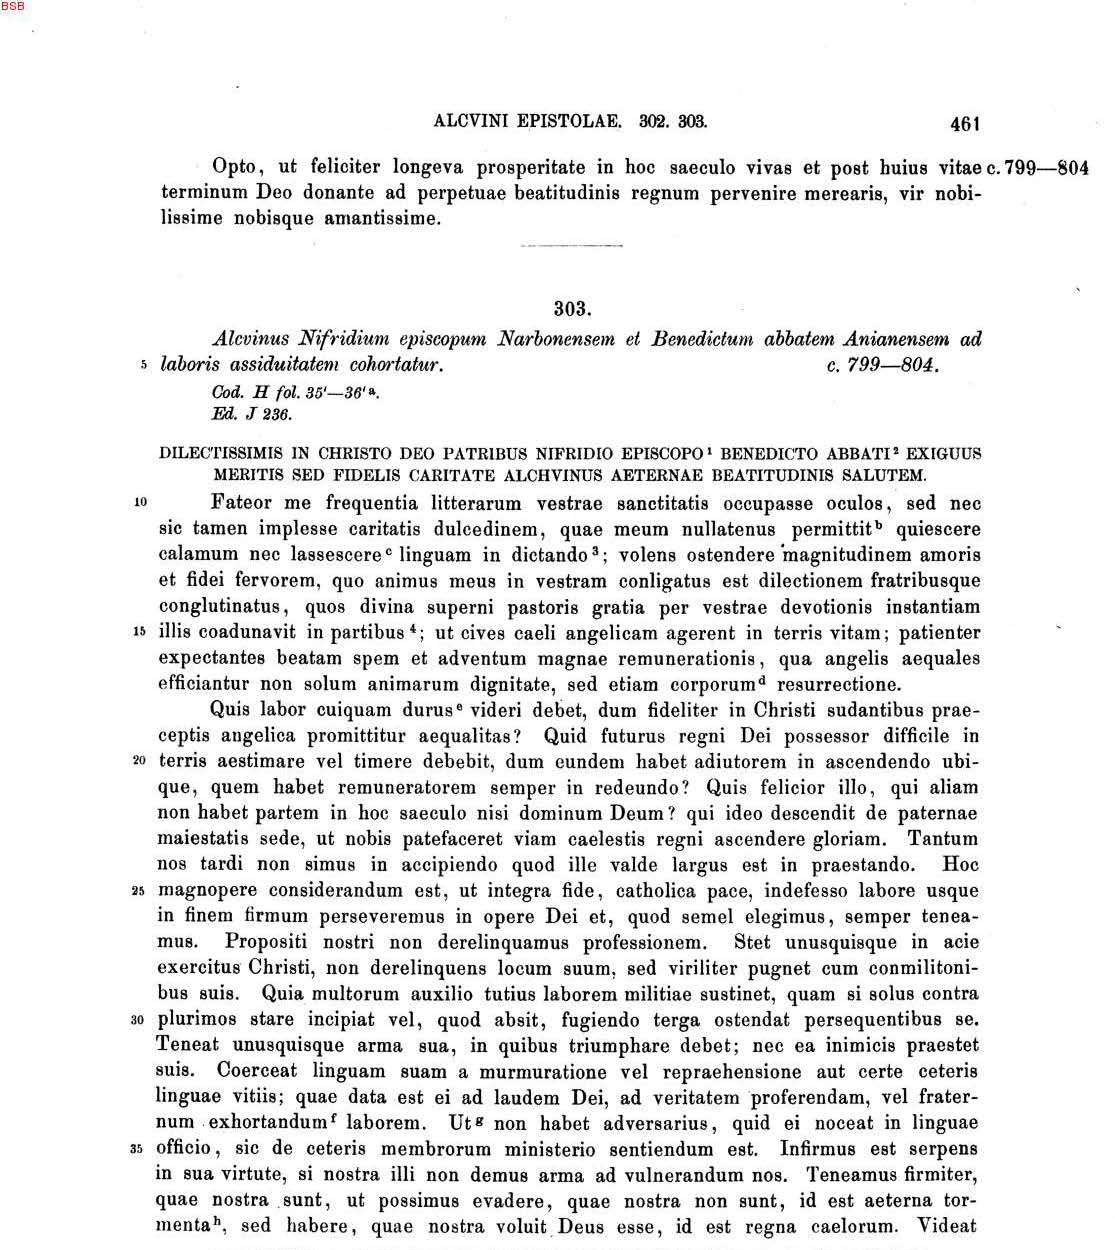 BSB
ALCVINI EPISTOLAE. 302. 303. 461
Opto, ut feliciter longeva prosperitate in hoc saeculo vivas et post huius vitae c. 799—804
terminum Deo donante ad perpetuae beatitudinis regnum pervenire merearis, vir nobi-
lissime nobisque amantissime.
303.
Alcvinus Nifridium episcopum Narbonensem et Benedictum abbatem Anianensem ad
5 laboris assiduitatem cohortatur. c. 799—804.
Cod. H fol. 35'—36' a.
Ed. J 236.
DILECTISSIMIS IN CHRISTO DEO PATRIBUS NIFRIDIO EPISCOPO 1 BENEDICTO ABBATI 2 EXIGUUS
MERITIS SED FIDELIS CARITATE ALCHVINUS AETERNAE BEATITUDINIS SALUTEM.
10 Fateor me frequentia litterarum vestrae sanctitatis occupasse oculos, sed nec
sic tamen implesse caritatis dulcedinem, quae meum nullatenus permittit b quiescere
calamum nec lassescere c linguam in dictando 3; volens ostendere magnitudinem amoris
et fidei fervorem, quo animus meus in vestram conligatus est dilectionem fratribusque
conglutinatus, quos divina superni pastoris gratia per vestrae devotionis instantiam
15 illis coadunavit in partibus 4; ut cives caeli angelicam agerent in terris vitam; patienter
expectantes beatam spem et adventum magnae remunerationis, qua angelis aequales
efficiantur non solum animarum dignitate, sed etiam corporum d resurrectione.
Quis labor cuiquam durus e videri debet, dum fideliter in Christi sudantibus prae-
ceptis angelica promittitur aequalitas? Quid futurus regni Dei possessor difficile in
20 terris aestimare vel timere debebit, dum eundem habet adiutorem in ascendendo ubi-
que, quem habet remuneratorem semper in redeundo? Quis felicior illo, qui aliam
non habet partem in hoc saeculo nisi dominum Deum? qui ideo descendit de paternae
maiestatis sede, ut nobis patefaceret viam caelestis regni ascendere gloriam. Tantum
nos tardi non simus in accipiendo quod ille valde largus est in praestando. Hoc
25 magnopere considerandum est, ut integra fide, catholica pace, indefesso labore usque
in finem firmum perseveremus in opere Dei et, quod semel elegimus, semper tenea-
mus. Propositi nostri non derelinquamus professionem. Stet unusquisque in acie
exercitus Christi, non derelinquens locum suum, sed viriliter pugnet cum conmilitoni-
bus suis. Quia multorum auxilio tutius laborem militiae sustinet, quam si solus contra
30 plurimos stare incipiat vel, quod absit, fugiendo terga ostendat persequentibus se.
Teneat unusquisque arma sua, in quibus triumphare debet; nec ea inimicis praestet
suis. Coerceat linguam suam a murmuratione vel repraehensione aut certe ceteris
linguae vitiis; quae data est ei ad laudem Dei, ad veritatem proferendam, vel frater-
num exhortandum f laborem. Ut g non habet adversarius, quid ei noceat in linguae
35 officio, sic de ceteris membrorum ministerio sentiendum est. Infirmus est serpens
in sua virtute, si nostra illi non demus arma ad vulnerandum nos. Teneamus firmiter,
quae nostra sunt, ut possimus evadere, quae nostra non sunt, id est aeterna tor-
menta h, sed habere, quae nostra voluit Deus esse, id est regna caelorum. Videat